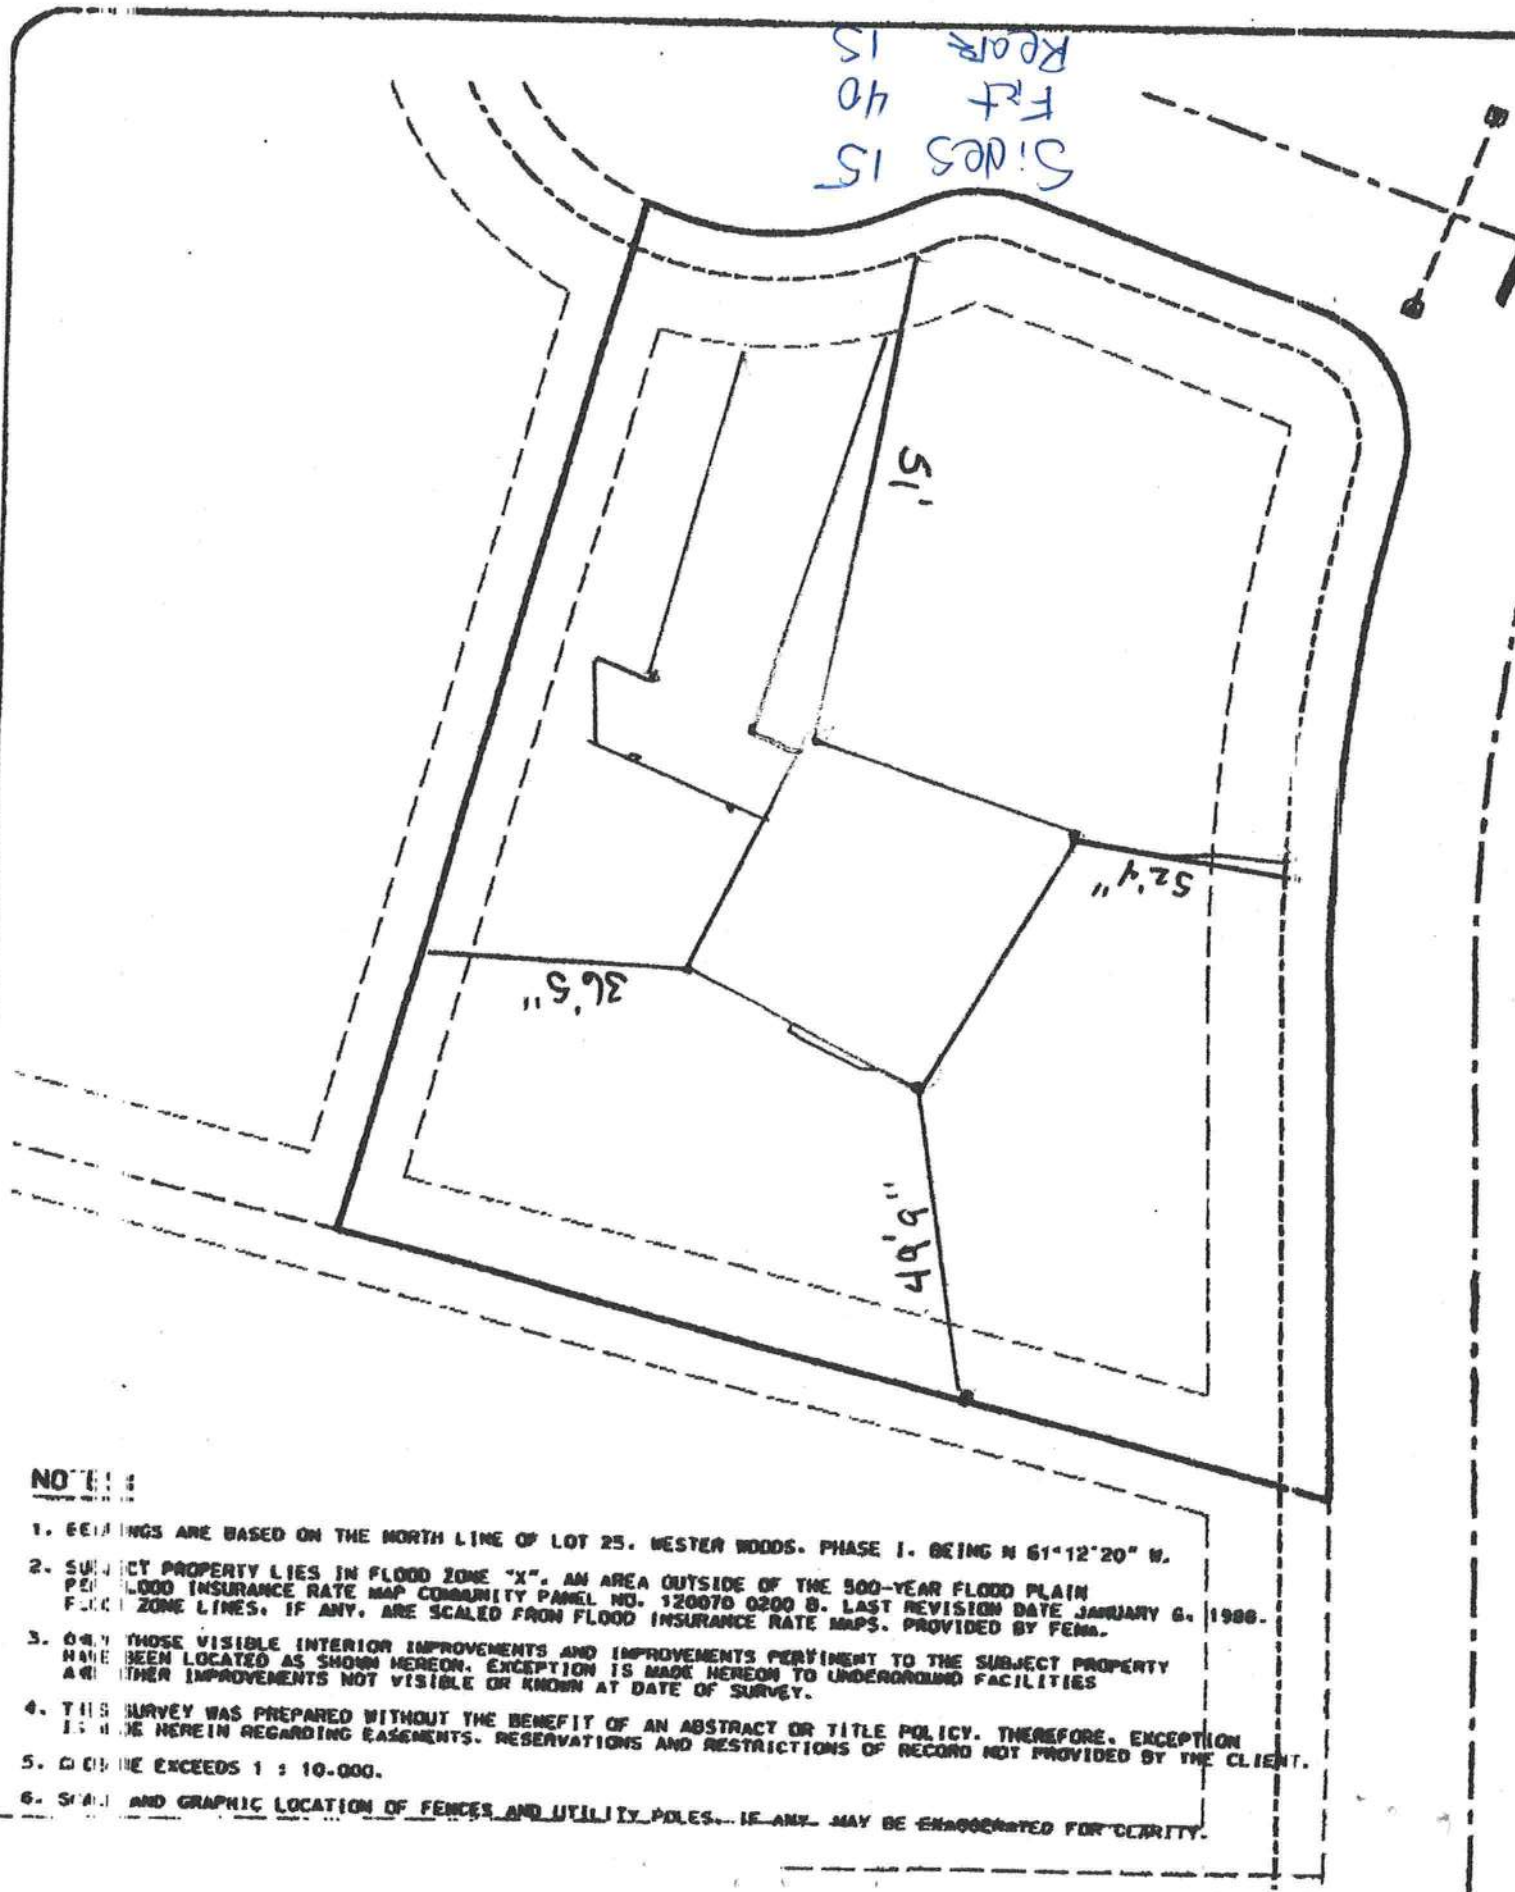 Sides 15
Frt 40
Rear 15
51'
52'4"
36'5"
49'9"
NOTES:
1. BEARINGS ARE BASED ON THE NORTH LINE OF LOT 25. WESTER WOODS. PHASE I. BEING N 61°12'20" W.
2. SUBJECT PROPERTY LIES IN FLOOD ZONE "X". AN AREA OUTSIDE OF THE 500-YEAR FLOOD PLAIN
PER FLOOD INSURANCE RATE MAP COMMUNITY PANEL NO. 120070 0200 B. LAST REVISION DATE JANUARY 6. 1988.
FLOOD ZONE LINES. IF ANY. ARE SCALED FROM FLOOD INSURANCE RATE MAPS. PROVIDED BY FEMA.
3. ONLY THOSE VISIBLE INTERIOR IMPROVEMENTS AND IMPROVEMENTS PERTINENT TO THE SUBJECT PROPERTY
HAVE BEEN LOCATED AS SHOWN HEREON. EXCEPTION IS MADE HEREON TO UNDERGROUND FACILITIES
AND OTHER IMPROVEMENTS NOT VISIBLE OR KNOWN AT DATE OF SURVEY.
4. THIS SURVEY WAS PREPARED WITHOUT THE BENEFIT OF AN ABSTRACT OR TITLE POLICY. THEREFORE. EXCEPTION
IS MADE HEREIN REGARDING EASEMENTS. RESERVATIONS AND RESTRICTIONS OF RECORD NOT PROVIDED BY THE CLIENT.
5. CLOSURE EXCEEDS 1 : 10.000.
6. SCALE AND GRAPHIC LOCATION OF FENCES AND UTILITY POLES. IF ANY. MAY BE EXAGGERATED FOR CLARITY.